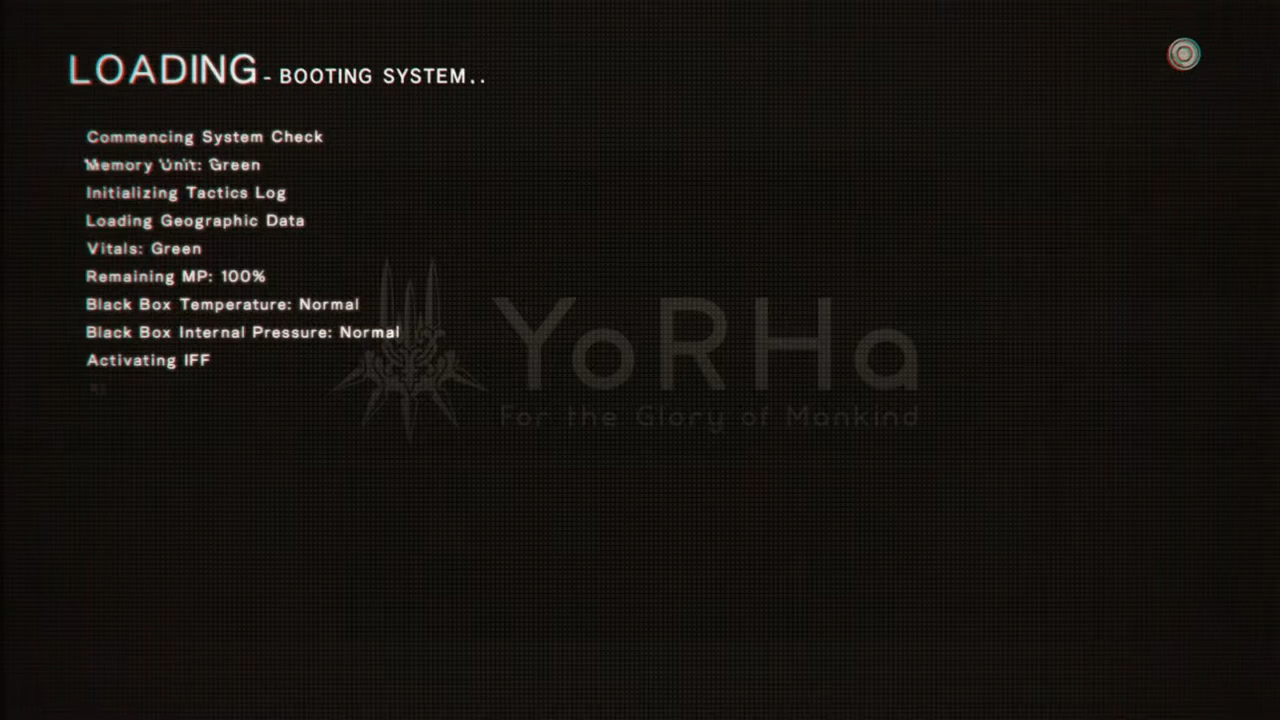 LOADING - BOOTING SYSTEM..
Commencing System Check
Memory Unit: Green
Initializing Tactics Log
Loading Geographic Data
Vitals: Green
Remaining MP: 100%
Black Box Temperature: Normal
Black Box Internal Pressure: Normal
Activating IFF
YoRHa
For the Glory of Mankind